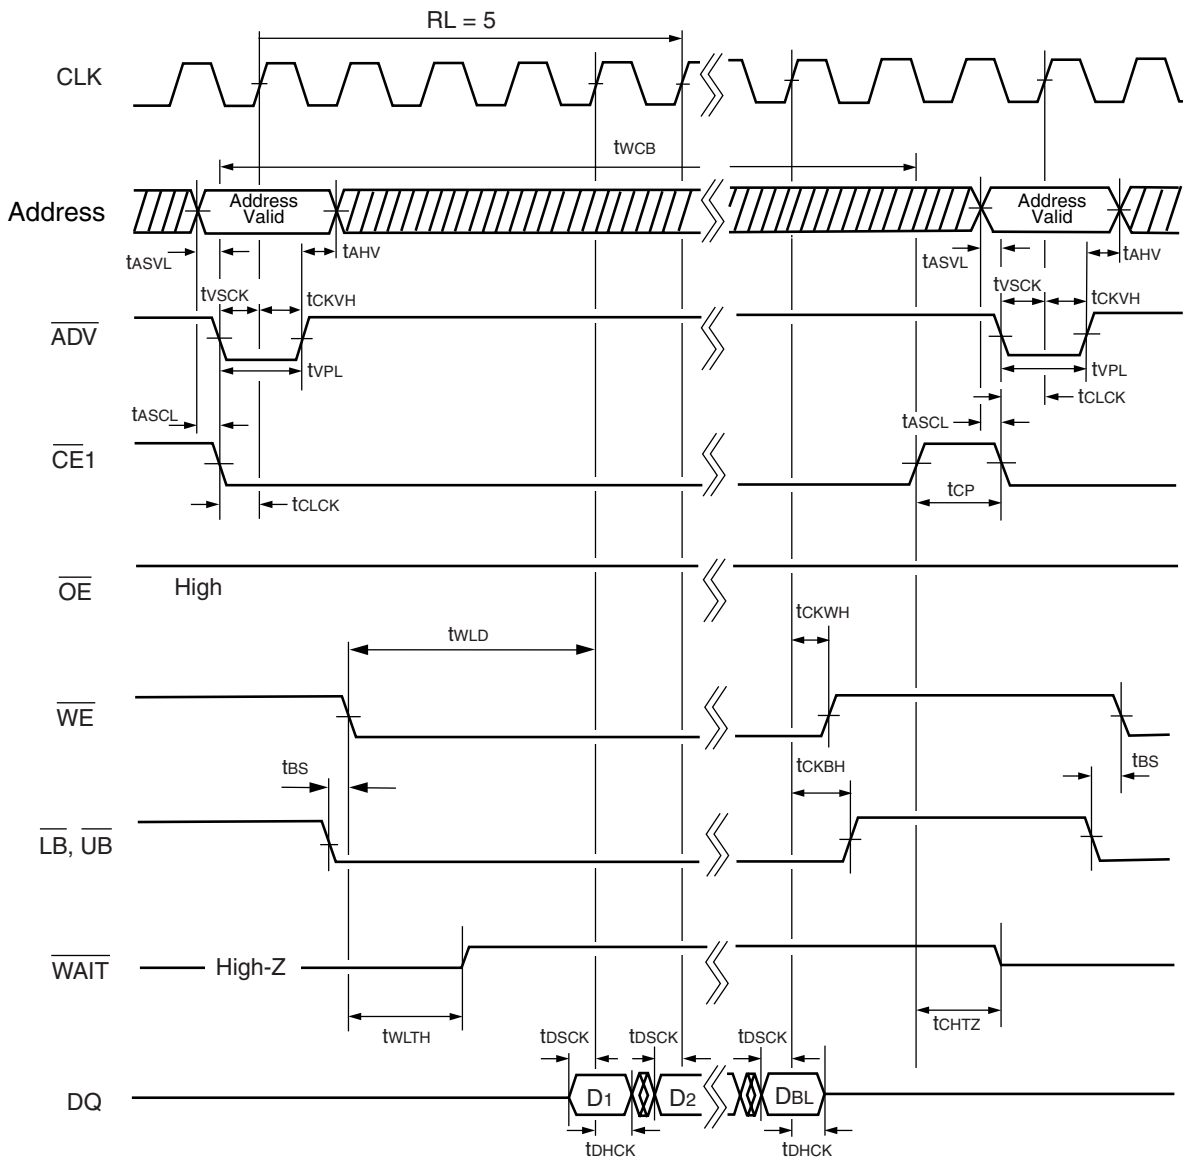 RL = 5
CLK
tWCB
Address
Address
Valid
Address
Valid
tASVL
tAHV
tASVL
tAHV
tVSCK
tCKVH
tVSCK
tCKVH
ADV
tVPL
tVPL
tCLCK
tASCL
tASCL
CE1
tCP
tCLCK
OE
High
tCKWH
tWLD
WE
tBS
tCKBH
tBS
LB, UB
WAIT
High-Z
tWLTH
tCHTZ
tDSCK
tDSCK
tDSCK
DQ
D1
D2
DBL
tDHCK
tDHCK